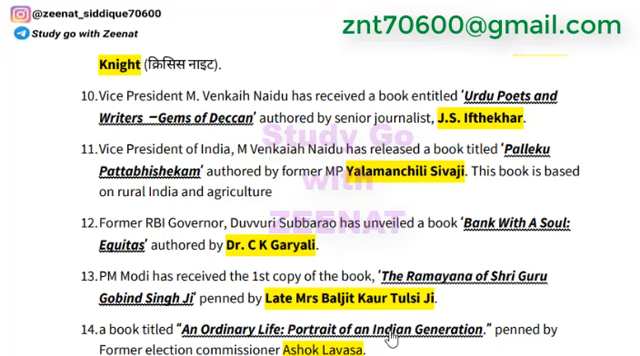 @zeenat_siddique70600
Study go with Zeenat
znt70600@gmail.com
Knight (क्रिसिस नाइट).
10. Vice President M. Venkaih Naidu has received a book entitled ‘Urdu Poets and
Writers –Gems of Deccan’ authored by senior journalist, J.S. Ifthekhar.
11. Vice President of India, M Venkaiah Naidu has released a book titled ‘Palleku
Pattabhishekam’ authored by former MP Yalamanchili Sivaji. This book is based
on rural India and agriculture
12. Former RBI Governor, Duvvuri Subbarao has unveiled a book ‘Bank With A Soul:
Equitas’ authored by Dr. C K Garyali.
13. PM Modi has received the 1st copy of the book, ‘The Ramayana of Shri Guru
Gobind Singh Ji’ penned by Late Mrs Baljit Kaur Tulsi Ji.
14. a book titled “An Ordinary Life: Portrait of an Indian Generation.” penned by
Former election commissioner Ashok Lavasa.
Study Go
with
ZEENAT